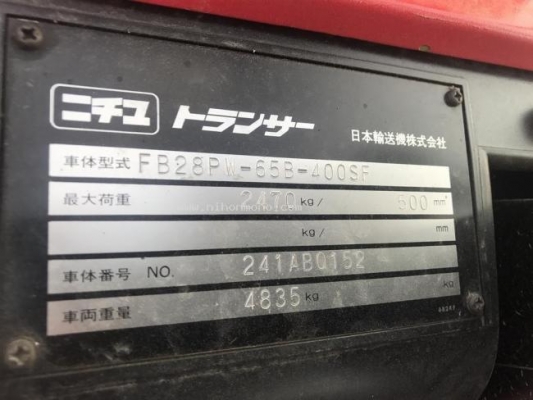 ニチユ トランサー 日本輸送機株式会社
車体型式 FB28PW-65B-400SF
最大荷重 2470 kg/ 500 mm
kg/ mm
車体番号 NO. 241AB0152
車両重量 4835 kg kg